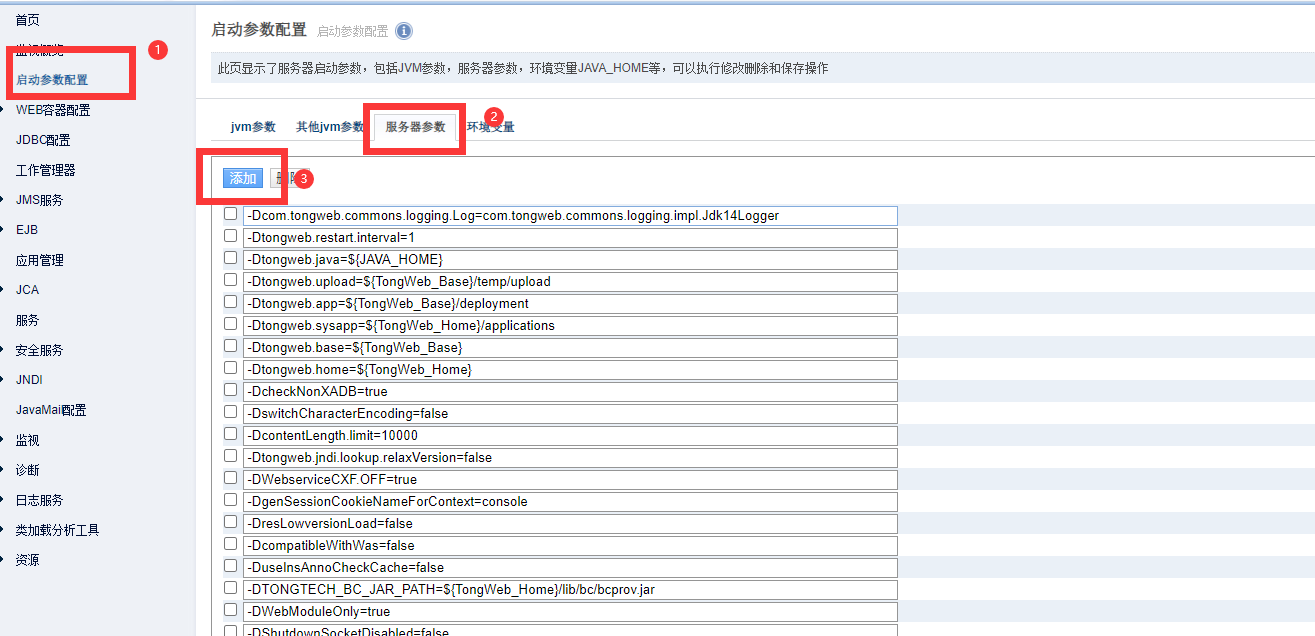 首页
监视概览
1
启动参数配置
WEB容器配置
JDBC配置
工作管理器
JMS服务
EJB
应用管理
JCA
服务
安全服务
JNDI
JavaMail配置
监视
诊断
日志服务
类加载分析工具
资源
启动参数配置 启动参数配置 i
此页显示了服务器启动参数，包括JVM参数，服务器参数，环境变量JAVA_HOME等，可以执行修改删除和保存操作
jvm参数 其他jvm参数 服务器参数 2 环境变量
添加 删除 3
-Dcom.tongweb.commons.logging.Log=com.tongweb.commons.logging.impl.Jdk14Logger
-Dtongweb.restart.interval=1
-Dtongweb.java=${JAVA_HOME}
-Dtongweb.upload=${TongWeb_Base}/temp/upload
-Dtongweb.app=${TongWeb_Base}/deployment
-Dtongweb.sysapp=${TongWeb_Home}/applications
-Dtongweb.base=${TongWeb_Base}
-Dtongweb.home=${TongWeb_Home}
-DcheckNonXADB=true
-DswitchCharacterEncoding=false
-DcontentLength.limit=10000
-Dtongweb.jndi.lookup.relaxVersion=false
-DWebserviceCXF.OFF=true
-DgenSessionCookieNameForContext=console
-DresLowversionLoad=false
-DcompatibleWithWas=false
-DuseInsAnnoCheckCache=false
-DTONGTECH_BC_JAR_PATH=${TongWeb_Home}/lib/bc/bcprov.jar
-DWebModuleOnly=true
-DShutdownSocketDisabled=false